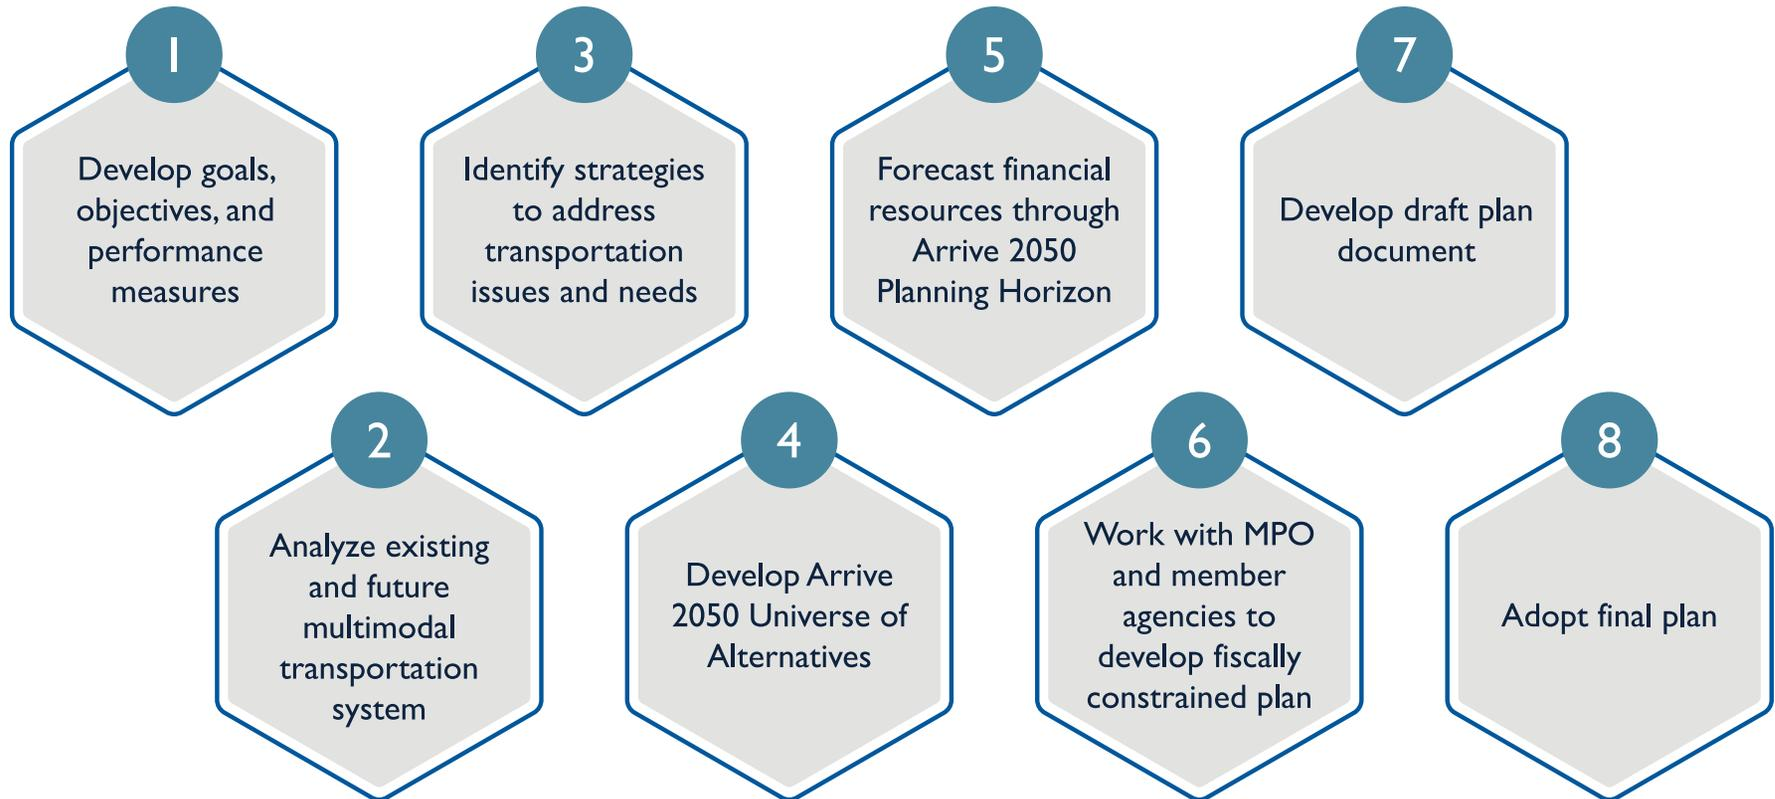 1
Develop goals,
objectives, and
performance
measures
2
Analyze existing
and future
multimodal
transportation
system
3
Identify strategies
to address
transportation
issues and needs
4
Develop Arrive
2050 Universe of
Alternatives
5
Forecast financial
resources through
Arrive 2050
Planning Horizon
6
Work with MPO
and member
agencies to
develop fiscally
constrained plan
7
Develop draft plan
document
8
Adopt final plan